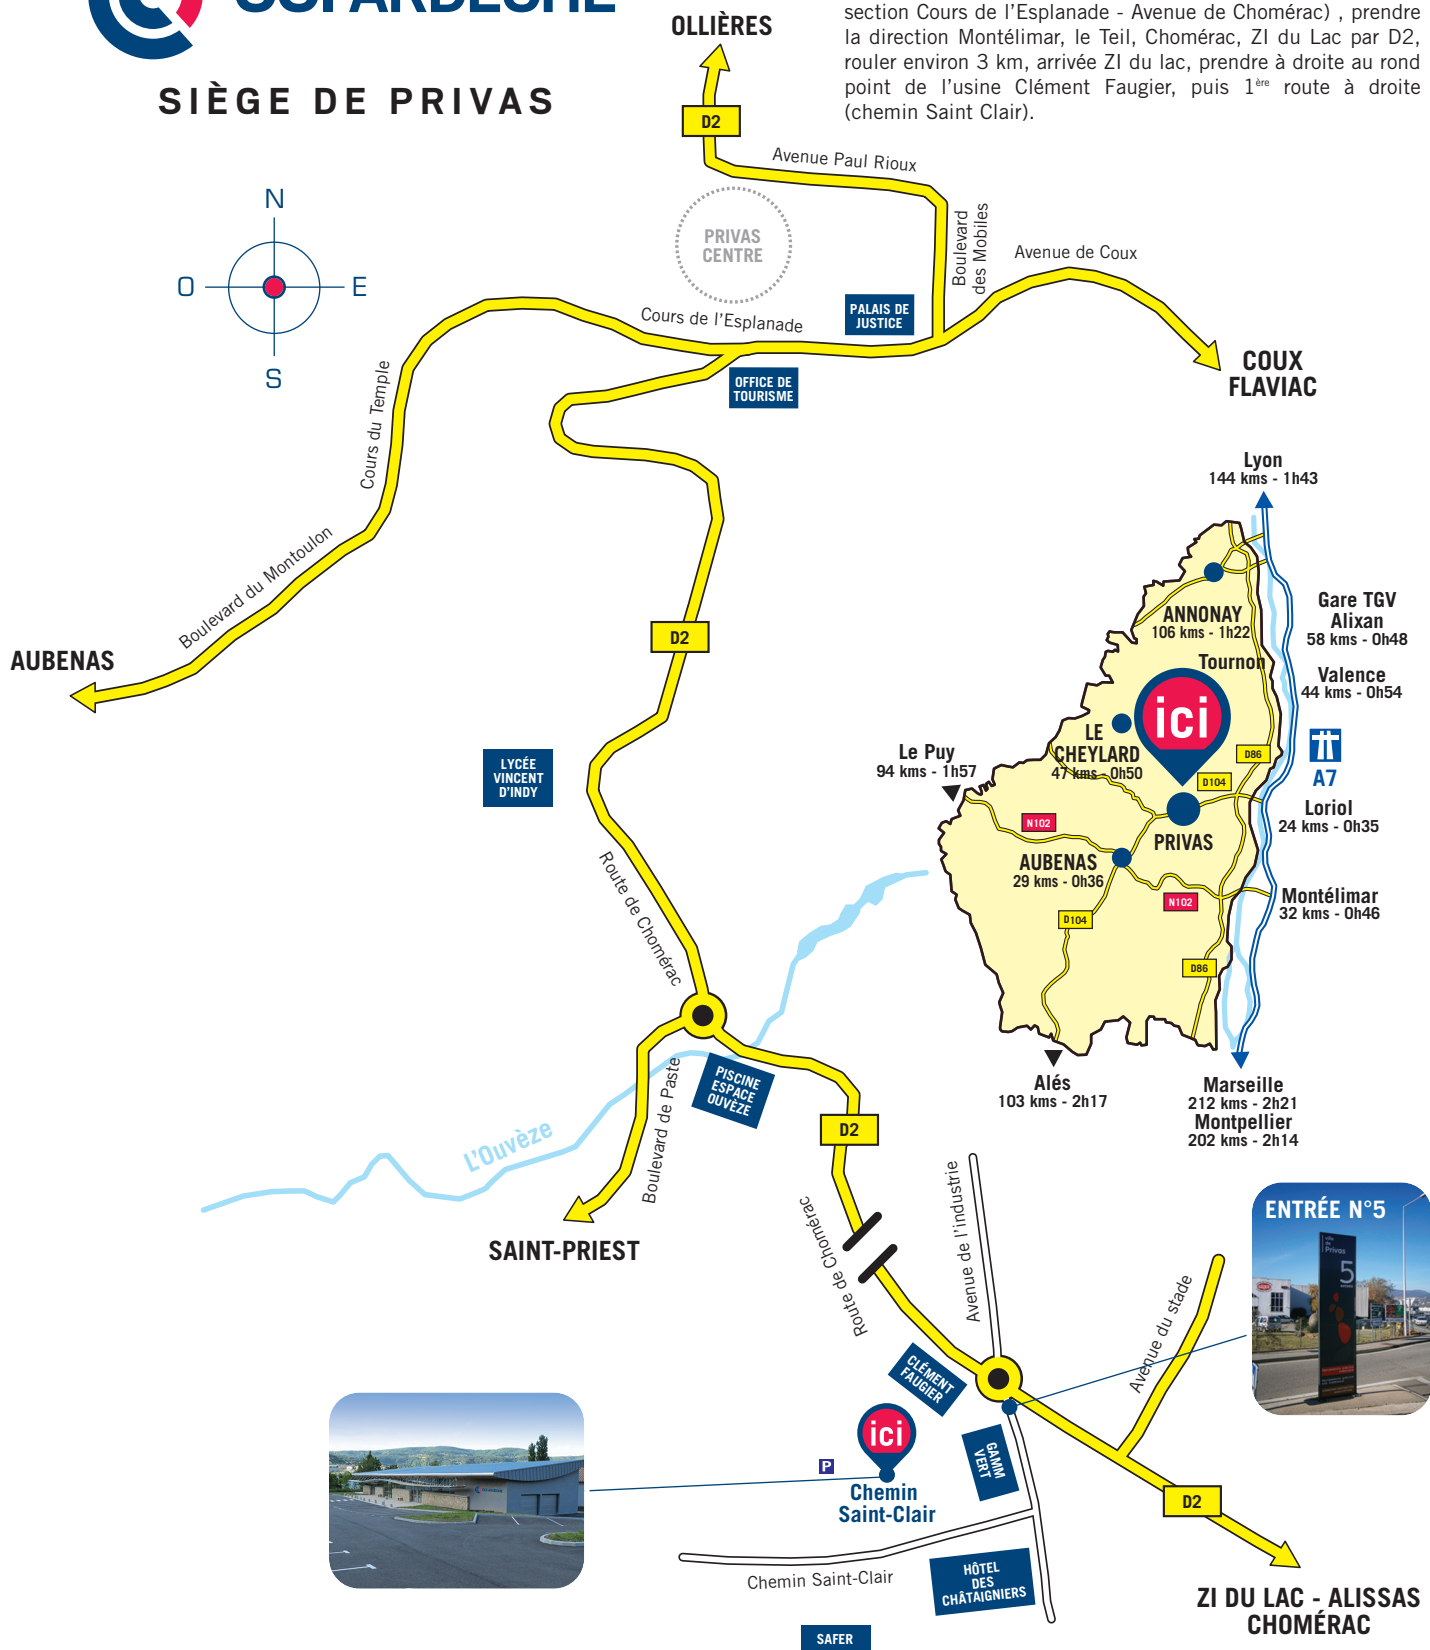 section Cours de l'Esplanade - Avenue de Chomérac) , prendre
la direction Montélimar, le Teil, Chomérac, ZI du Lac par D2,
rouler environ 3 km, arrivée ZI du lac, prendre à droite au rond
point de l'usine Clément Faugier, puis 1ère route à droite
(chemin Saint Clair).
SIÈGE DE PRIVAS
OLLIÈRES
D2
Avenue Paul Rioux
N
O
E
S
PRIVAS
CENTRE
Boulevard
des Mobiles
Avenue de Coux
Cours de l'Esplanade
PALAIS DE
JUSTICE
COUX
FLAVIAC
OFFICE DE
TOURISME
Cours du Temple
Boulevard du Montoulon
AUBENAS
D2
LYCÉE
VINCENT
D'INDY
Route de Chomérac
Lyon
144 kms - 1h43
ANNONAY
106 kms - 1h22
Gare TGV
Alixan
58 kms - 0h48
Tournon
Valence
44 kms - 0h54
ici
LE
CHEYLARD
47 kms - 0h50
Le Puy
94 kms - 1h57
D86
D104
A7
Loriol
24 kms - 0h35
N102
PRIVAS
AUBENAS
29 kms - 0h36
N102
Montélimar
32 kms - 0h46
D104
D86
Alés
103 kms - 2h17
Marseille
212 kms - 2h21
Montpellier
202 kms - 2h14
PISCINE
ESPACE
OUVÈZE
Boulevard de Paste
L'Ouvèze
D2
SAINT-PRIEST
Route de Chomérac
Avenue de l'industrie
Avenue du stade
ENTRÉE N°5
ville
de
Privas
5
CLÉMENT
FAUGIER
ici
P
Chemin
Saint-Clair
GAMM
VERT
D2
Chemin Saint-Clair
HÔTEL
DES
CHÂTAIGNIERS
ZI DU LAC - ALISSAS
CHOMÉRAC
SAFER